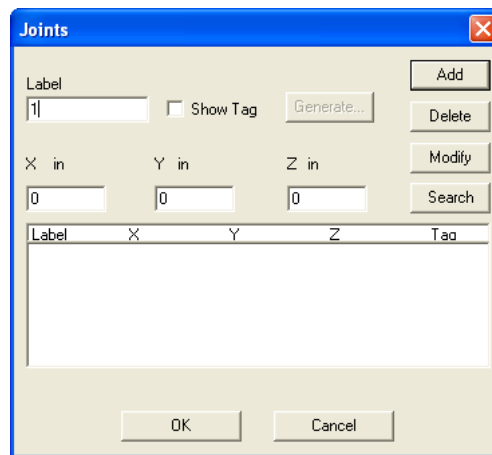 Joints
Label
1
Show Tag
Generate...
Add
Delete
Modify
Search
X in Y in Z in
0 0 0
Label X Y Z Tag
OK Cancel